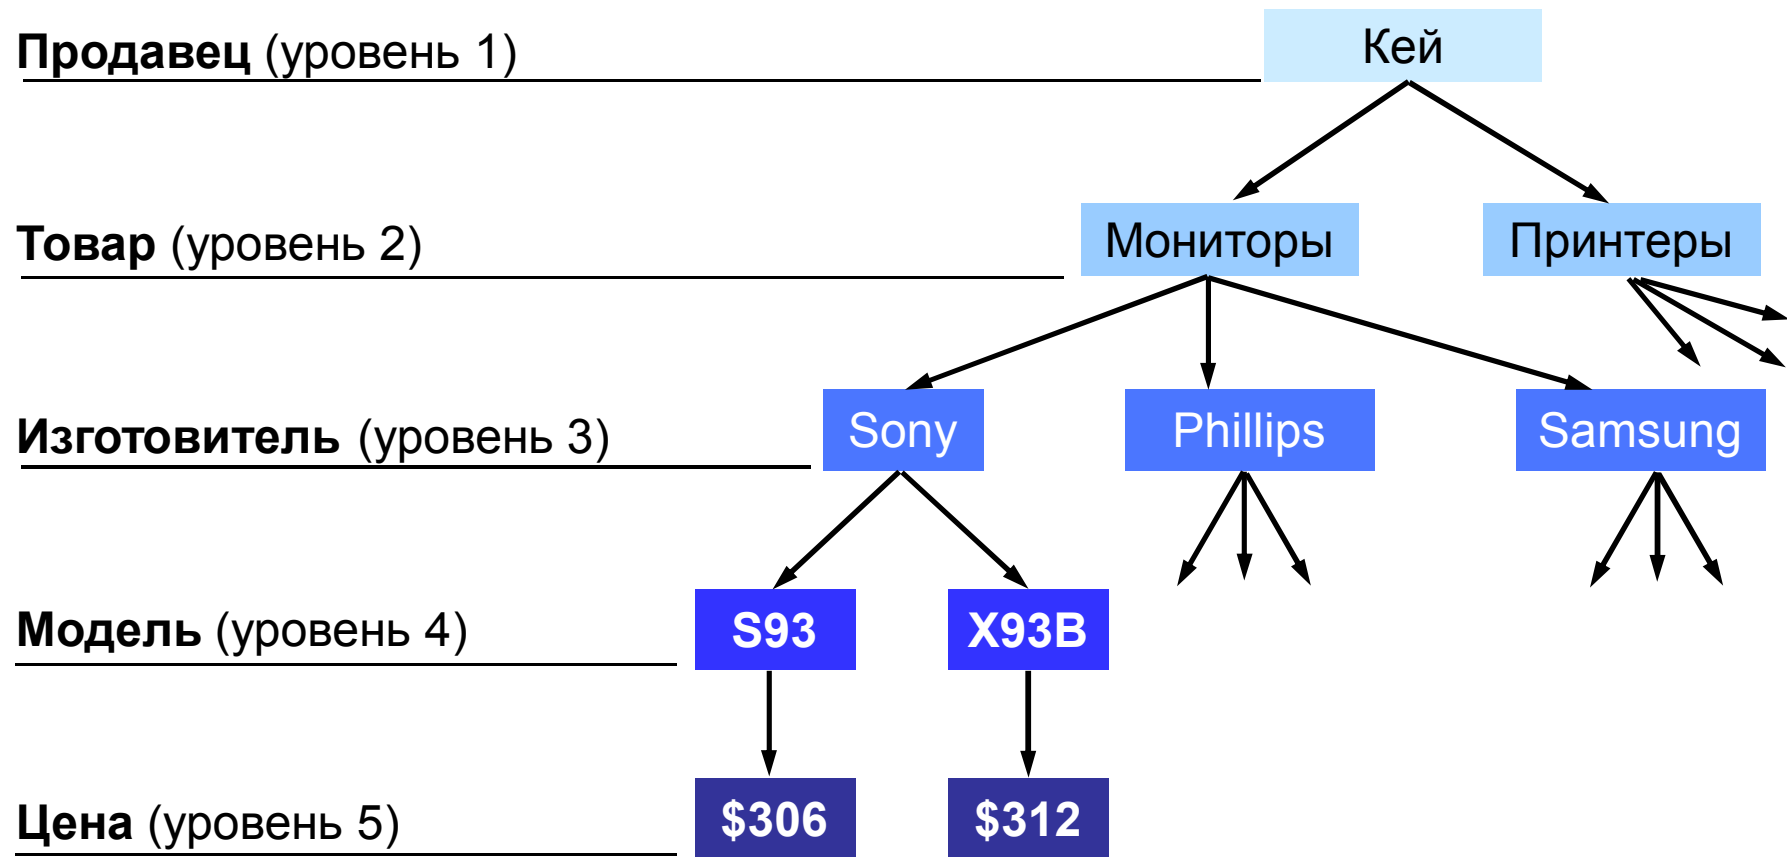 Продавец (уровень 1)
Кей
Товар (уровень 2)
Мониторы
Принтеры
Изготовитель (уровень 3)
Sony
Phillips
Samsung
Модель (уровень 4)
S93
X93B
Цена (уровень 5)
$306
$312